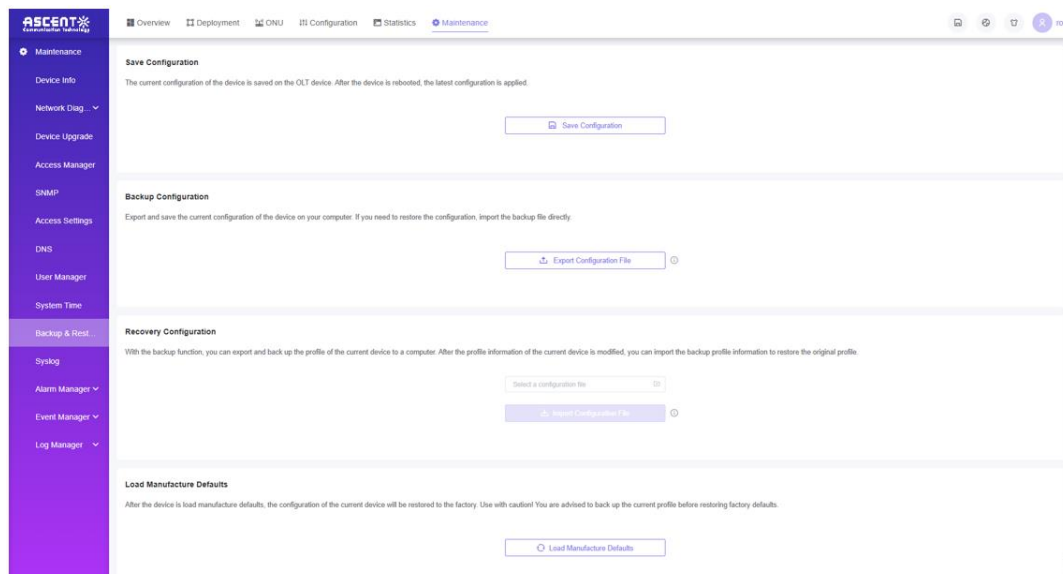 ASCENT
Communication Technology
Overview
Deployment
ONU
Configuration
Statistics
Maintenance
ro
Maintenance
Device Info
Network Diag...
Device Upgrade
Access Manager
SNMP
Access Settings
DNS
User Manager
System Time
Backup & Rest...
Syslog
Alarm Manager
Event Manager
Log Manager
Save Configuration
The current configuration of the device is saved on the OLT device. After the device is rebooted, the latest configuration is applied.
Save Configuration
Backup Configuration
Export and save the current configuration of the device on your computer. If you need to restore the configuration, import the backup file directly.
Export Configuration File
Recovery Configuration
With the backup function, you can export and back up the profile of the current device to a computer. After the profile information of the current device is modified, you can import the backup profile information to restore the original profile.
Select a configuration file
Import Configuration File
Load Manufacture Defaults
After the device is load manufacture defaults, the configuration of the current device will be restored to the factory. Use with caution! You are advised to back up the current profile before restoring factory defaults.
Load Manufacture Defaults